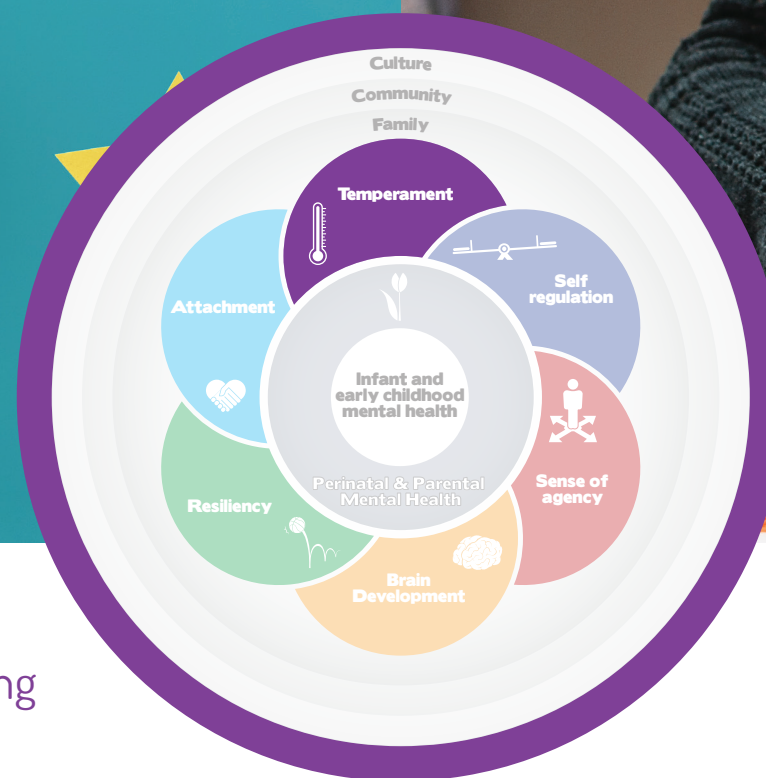 Culture
Community
Family
Temperament
Self
regulation
Attachment
Infant and
early childhood
mental health
Sense of
agency
Perinatal & Parental
Mental Health
Resiliency
Brain
Development
ng